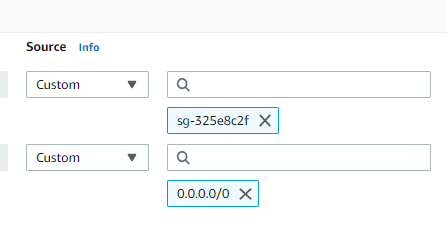 Source Info
Custom
sg-325e8c2f
Custom
0.0.0.0/0